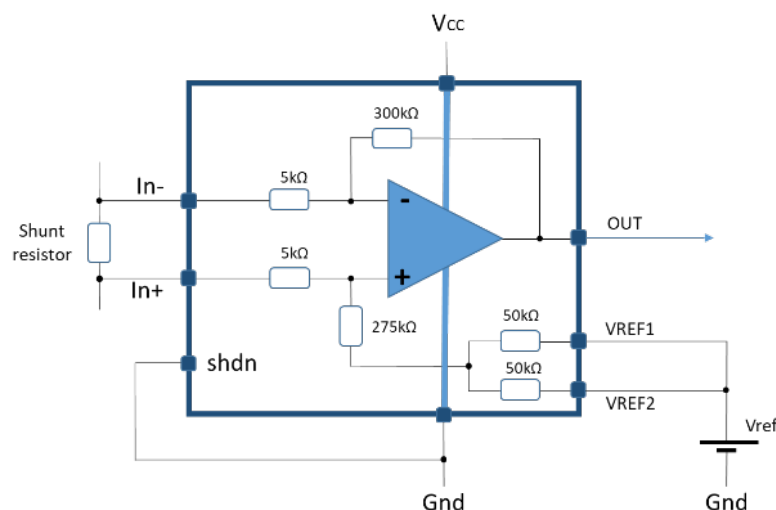 Vcc
300kΩ
In-
5kΩ
-
Shunt
resistor
OUT
5kΩ
+
In+
275kΩ
50kΩ
VREF1
shdn
50kΩ
VREF2
Vref
Gnd
Gnd